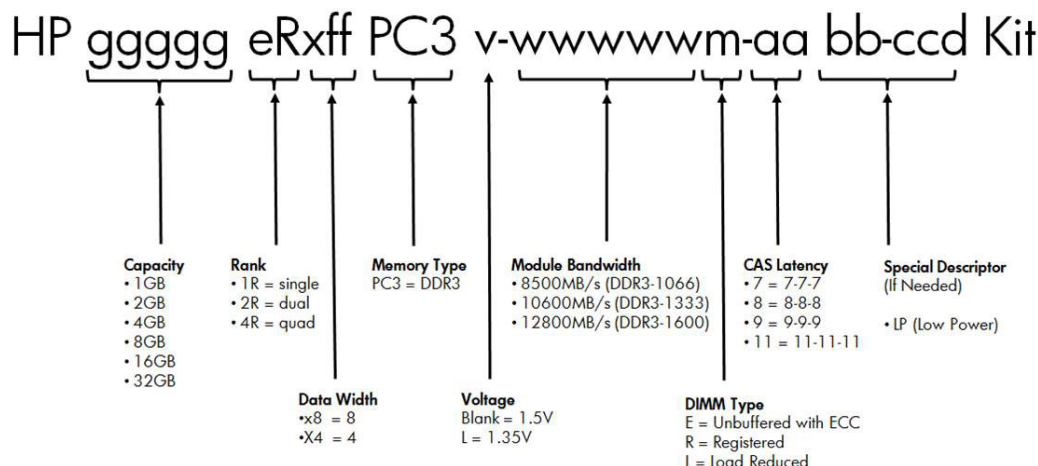 HP ggggg eRxff PC3 v-wwwwwm-aa bb-ccd Kit
Capacity
• 1GB
• 2GB
• 4GB
• 8GB
• 16GB
• 32GB
Rank
• 1R = single
• 2R = dual
• 4R = quad
Memory Type
PC3 = DDR3
Module Bandwidth
• 8500MB/s (DDR3-1066)
• 10600MB/s (DDR3-1333)
• 12800MB/s (DDR3-1600)
CAS Latency
• 7 = 7-7-7
• 8 = 8-8-8
• 9 = 9-9-9
• 11 = 11-11-11
Special Descriptor
(If Needed)
• LP (Low Power)
Data Width
•x8 = 8
•X4 = 4
Voltage
Blank = 1.5V
L = 1.35V
DIMM Type
E = Unbuffered with ECC
R = Registered
L = Load Reduced